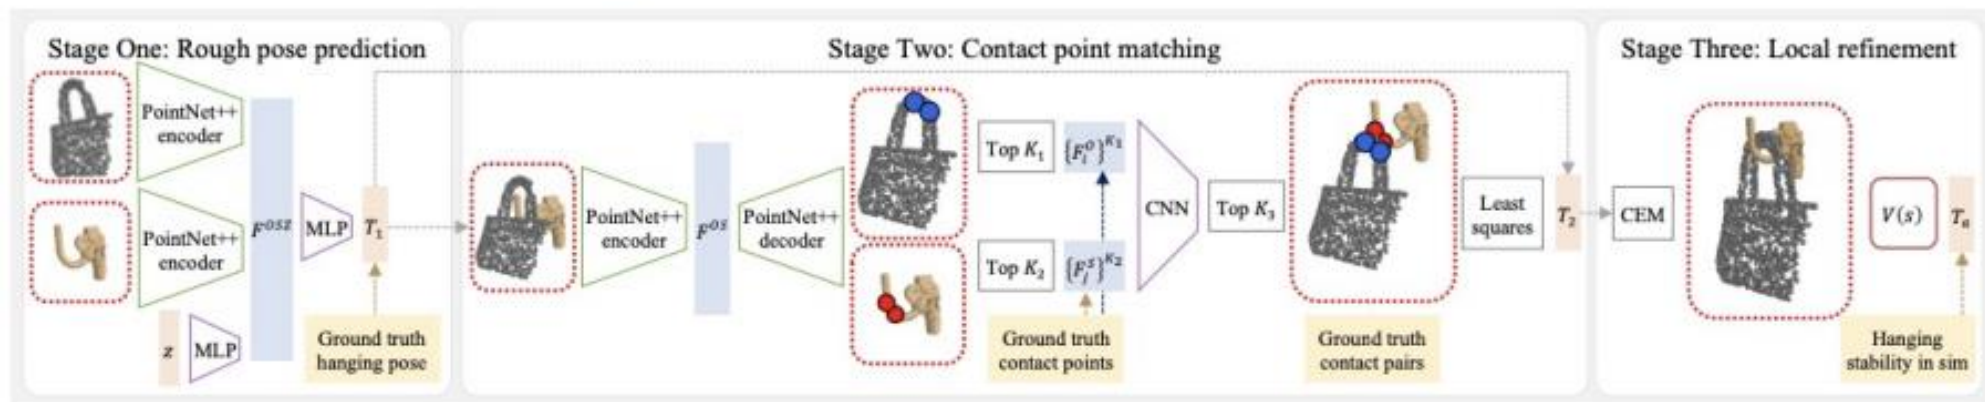 Stage One: Rough pose prediction
PointNet++
encoder
PointNet++
encoder
z
MLP
F^{OSZ}
MLP
T_1
Ground truth
hanging pose
Stage Two: Contact point matching
PointNet++
encoder
F^{OS}
PointNet++
decoder
Top K_1
{F_i^O}^{K_1}
Top K_2
{F_j^S}^{K_2}
Ground truth
contact points
CNN
Top K_3
Ground truth
contact pairs
Least
squares
T_2
Stage Three: Local refinement
CEM
V(s)
T_a
Hanging
stability in sim